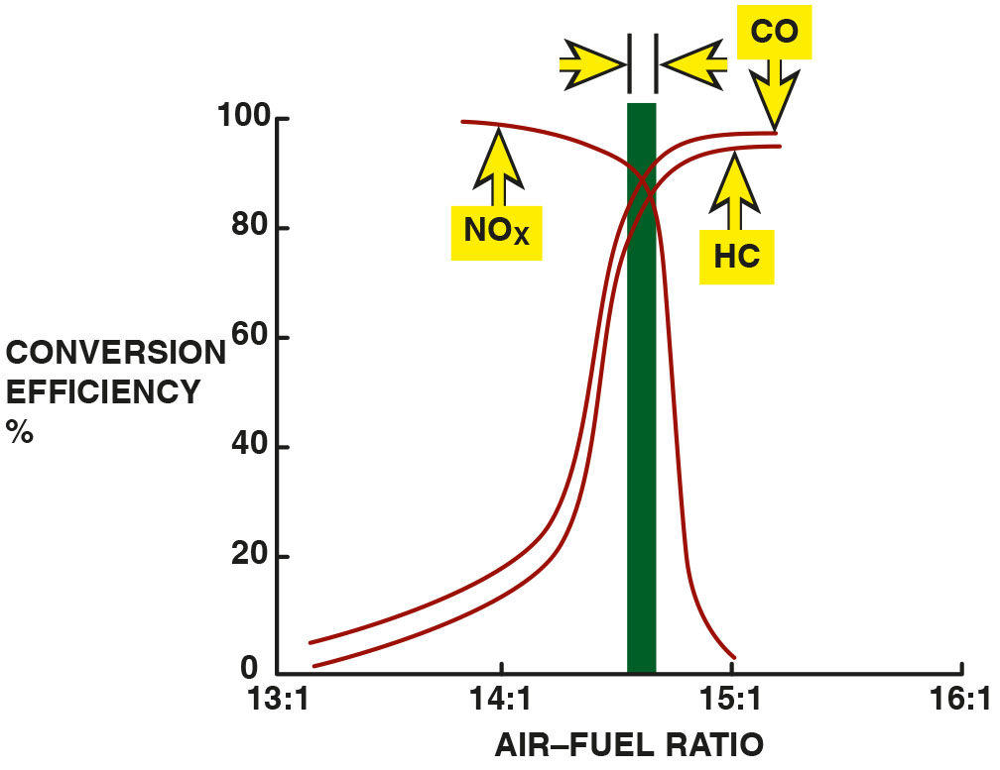 CO
100
NOX
80
HC
60
CONVERSION
EFFICIENCY
%
40
20
0
13:1 14:1 15:1 16:1
AIR–FUEL RATIO